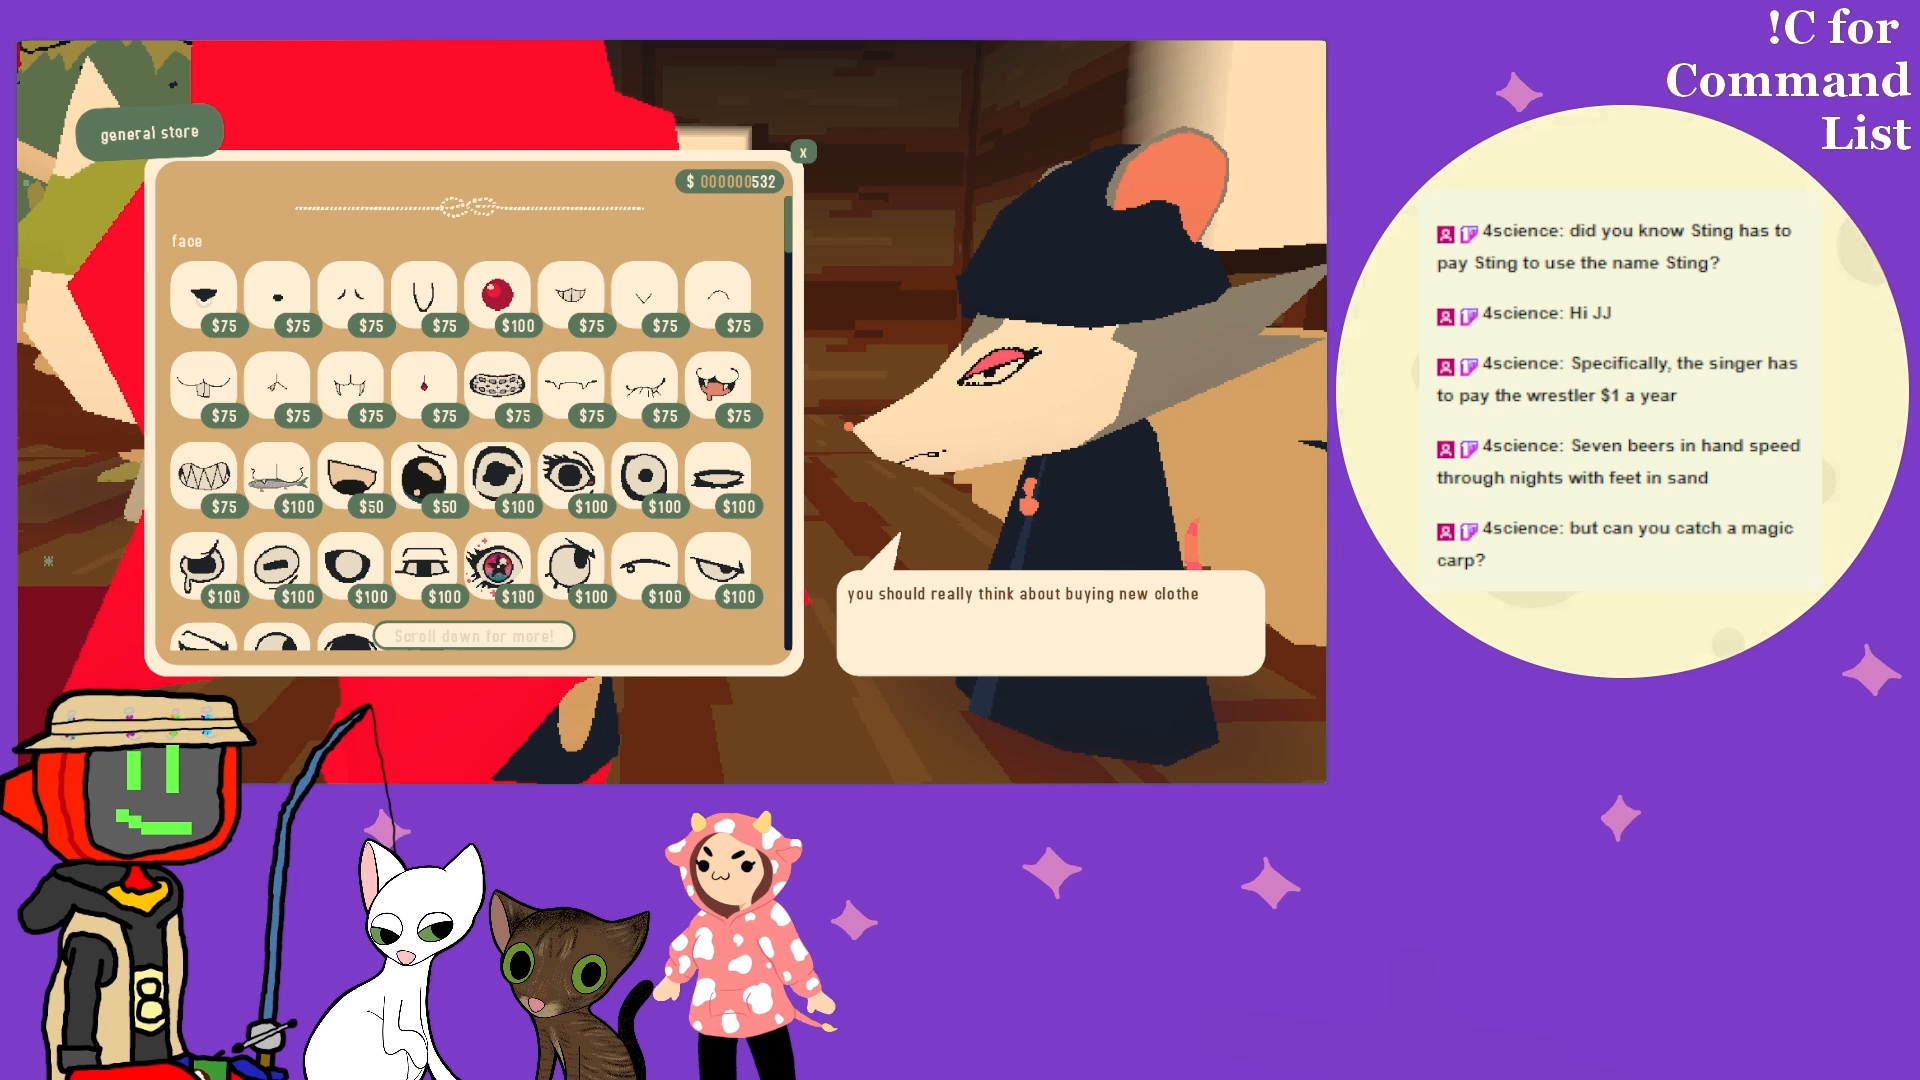 !C for
Command
List
general store
x
$ 000000532
face
$75 $75 $75 $75 $100 $75 $75 $75
$75 $75 $75 $75 $75 $75 $75 $75
$75 $100 $50 $50 $100 $100 $100 $100
$100 $100 $100 $100 $100 $100 $100 $100
Scroll down for more!
you should really think about buying new clothe
4science: did you know Sting has to
pay Sting to use the name Sting?
4science: Hi JJ
4science: Specifically, the singer has
to pay the wrestler $1 a year
4science: Seven beers in hand speed
through nights with feet in sand
4science: but can you catch a magic
carp?
8